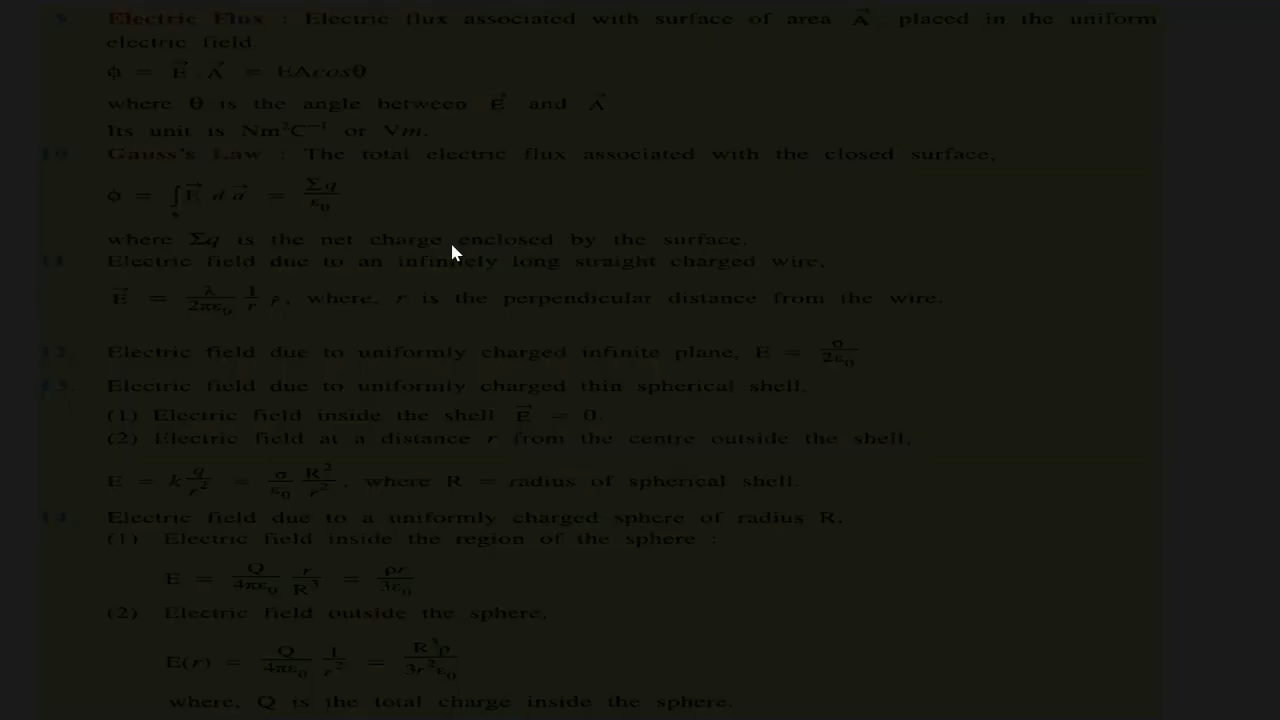 9. Electric Flux : Electric flux associated with surface of area A⃗ placed in the uniform
electric field
ϕ = E⃗ . A⃗ = EAcosθ
where θ is the angle between E⃗ and A⃗
Its unit is Nm²C⁻¹ or Vm.
10. Gauss's Law : The total electric flux associated with the closed surface,
ϕ = ∫ₛ E⃗ d a⃗ = Σq/ε₀
where Σq is the net charge enclosed by the surface.
11. Electric field due to an infinitely long straight charged wire,
E⃗ = λ/2πε₀ 1/r r̂, where, r is the perpendicular distance from the wire.
12. Electric field due to uniformly charged infinite plane, E = σ/2ε₀
13. Electric field due to uniformly charged thin spherical shell.
(1) Electric field inside the shell E⃗ = 0.
(2) Electric field at a distance r from the centre outside the shell,
E = k q/r² = σ/ε₀ R²/r², where R = radius of spherical shell.
14. Electric field due to a uniformly charged sphere of radius R.
(1) Electric field inside the region of the sphere :
E = Q/4πε₀ r/R³ = ρr/3ε₀
(2) Electric field outside the sphere,
E(r) = Q/4πε₀ 1/r² = R³ρ/3r²ε₀
where, Q is the total charge inside the sphere.